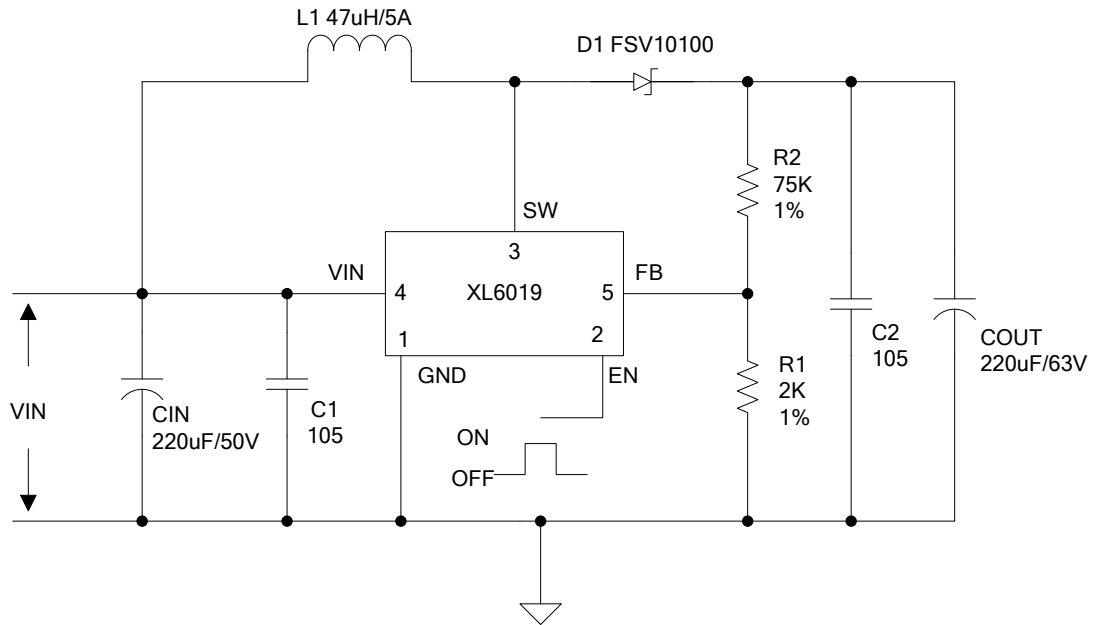 L1 47uH/5A
D1 FSV10100
R2
75K
1%
SW
3
VIN
FB
4
XL6019
5
1
2
GND
EN
C2
105
COUT
220uF/63V
R1
2K
1%
VIN
CIN
220uF/50V
C1
105
ON
OFF